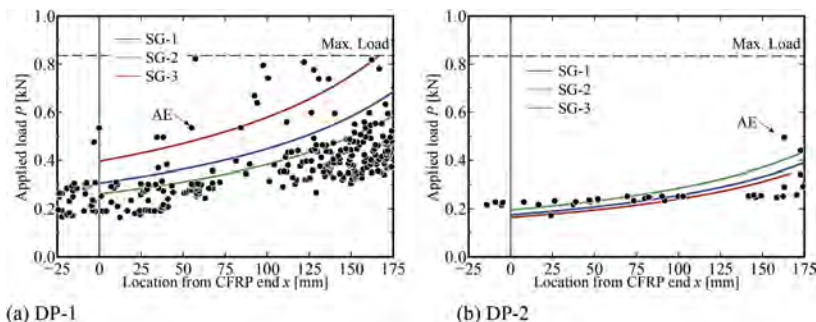 (a)
1.0
0.8
0.6
0.4
0.2
0.0
Applied load P [kN]
SG-1
SG-2
SG-3
Max. Load
AE
−25 0 25 50 75 100 125 150 175
Location from CFRP end x [mm]
(a) DP-1
(b)
1.0
0.8
0.6
0.4
0.2
0.0
Applied load P [kN]
Max. Load
SG-1
SG-2
SG-3
AE
−25 0 25 50 75 100 125 150 175
Location from CFRP end x [mm]
(b) DP-2